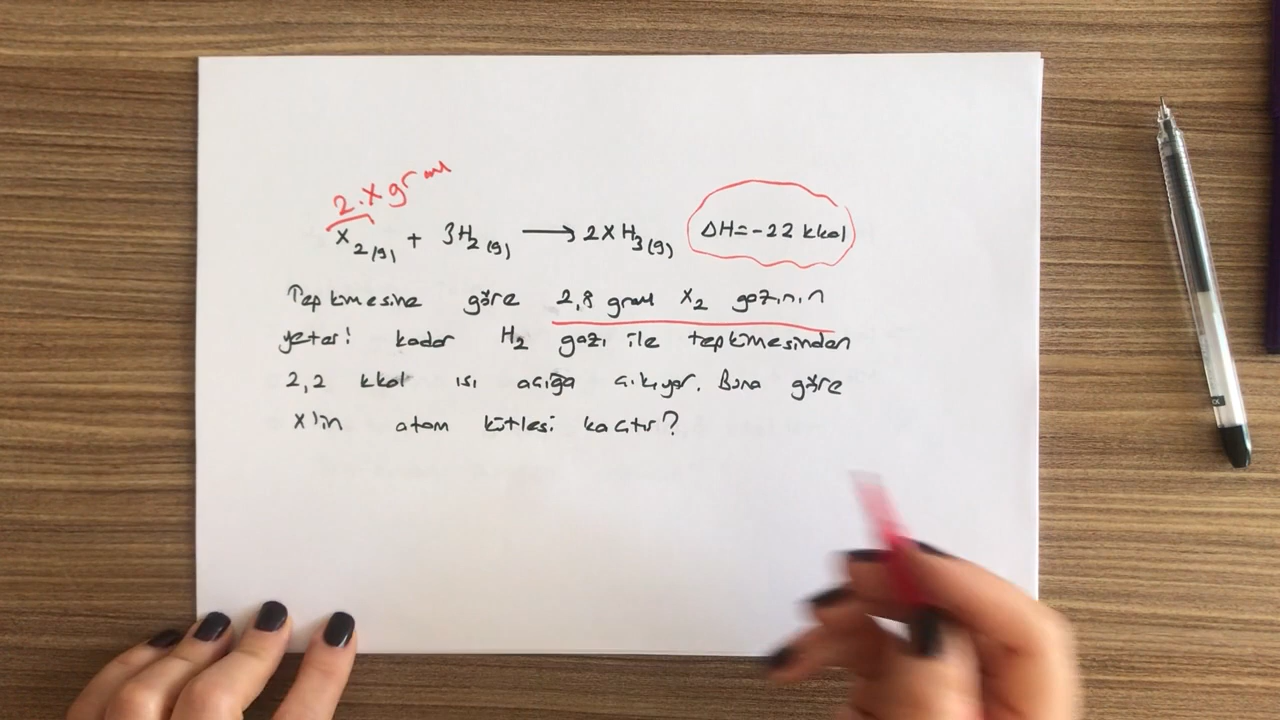 2.X gram
X2(g) + 3H2(g) → 2XH3(g) ΔH=-22 kkal
Tepkimesine göre 2,8 gram X2 gazının
yeteri kadar H2 gazı ile tepkimesinden
2,2 kkal ısı açığa çıkıyor. Buna göre
X'in atom kütlesi kaçtır?